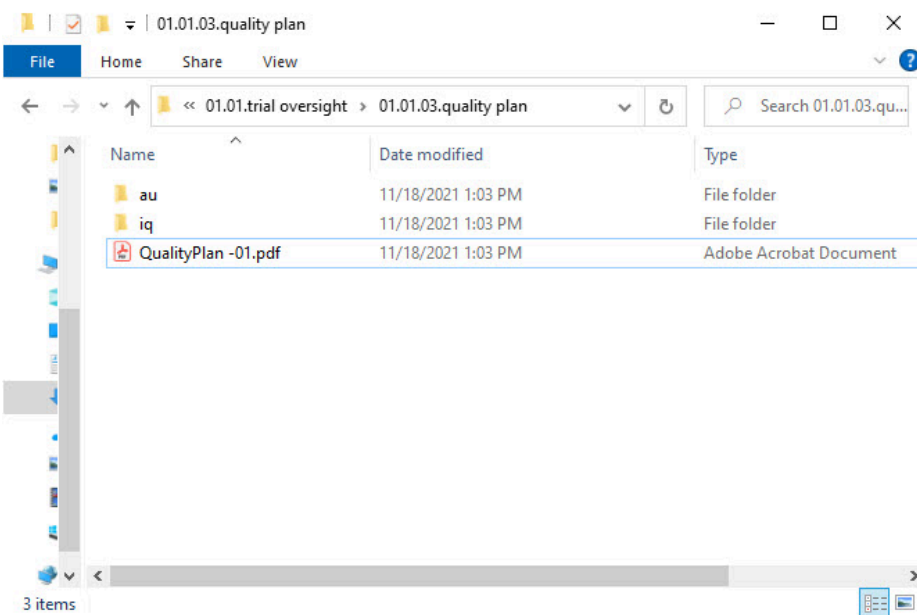 01.01.03.quality plan
File Home Share View
« 01.01.trial oversight > 01.01.03.quality plan Search 01.01.03.qu...
Name Date modified Type
au 11/18/2021 1:03 PM File folder
iq 11/18/2021 1:03 PM File folder
QualityPlan -01.pdf 11/18/2021 1:03 PM Adobe Acrobat Document
3 items